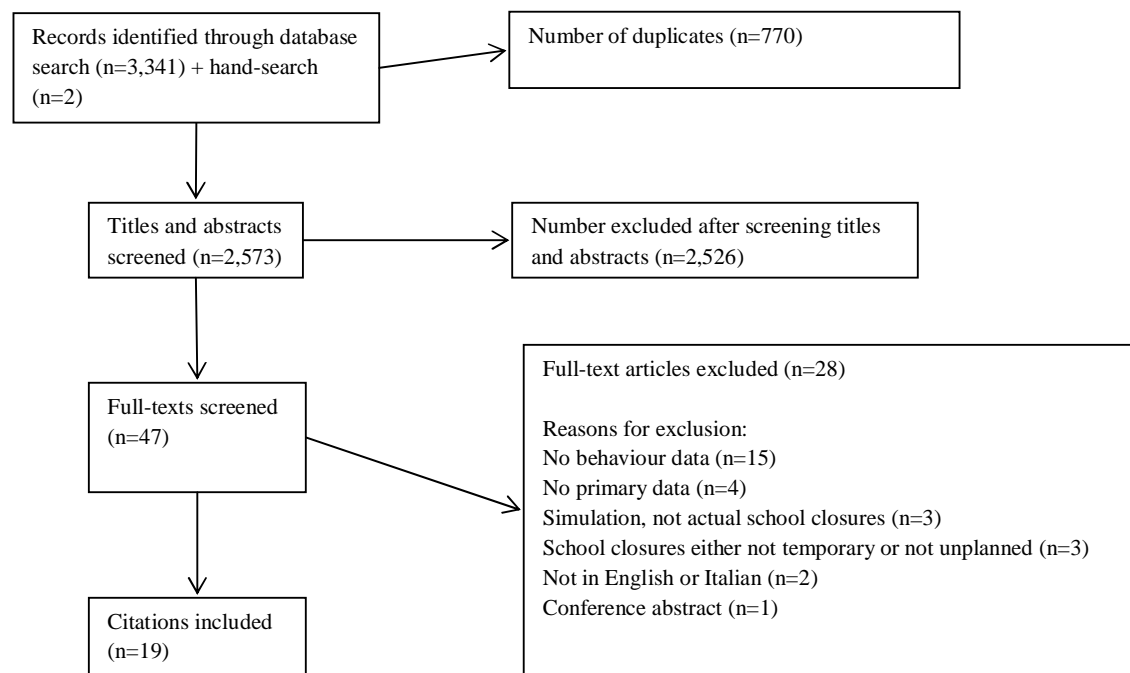 Records identified through database
search (n=3,341) + hand-search
(n=2)
Number of duplicates (n=770)
Titles and abstracts
screened (n=2,573)
Number excluded after screening titles
and abstracts (n=2,526)
Full-texts screened
(n=47)
Full-text articles excluded (n=28)
Reasons for exclusion:
No behaviour data (n=15)
No primary data (n=4)
Simulation, not actual school closures (n=3)
School closures either not temporary or not unplanned (n=3)
Not in English or Italian (n=2)
Conference abstract (n=1)
Citations included
(n=19)